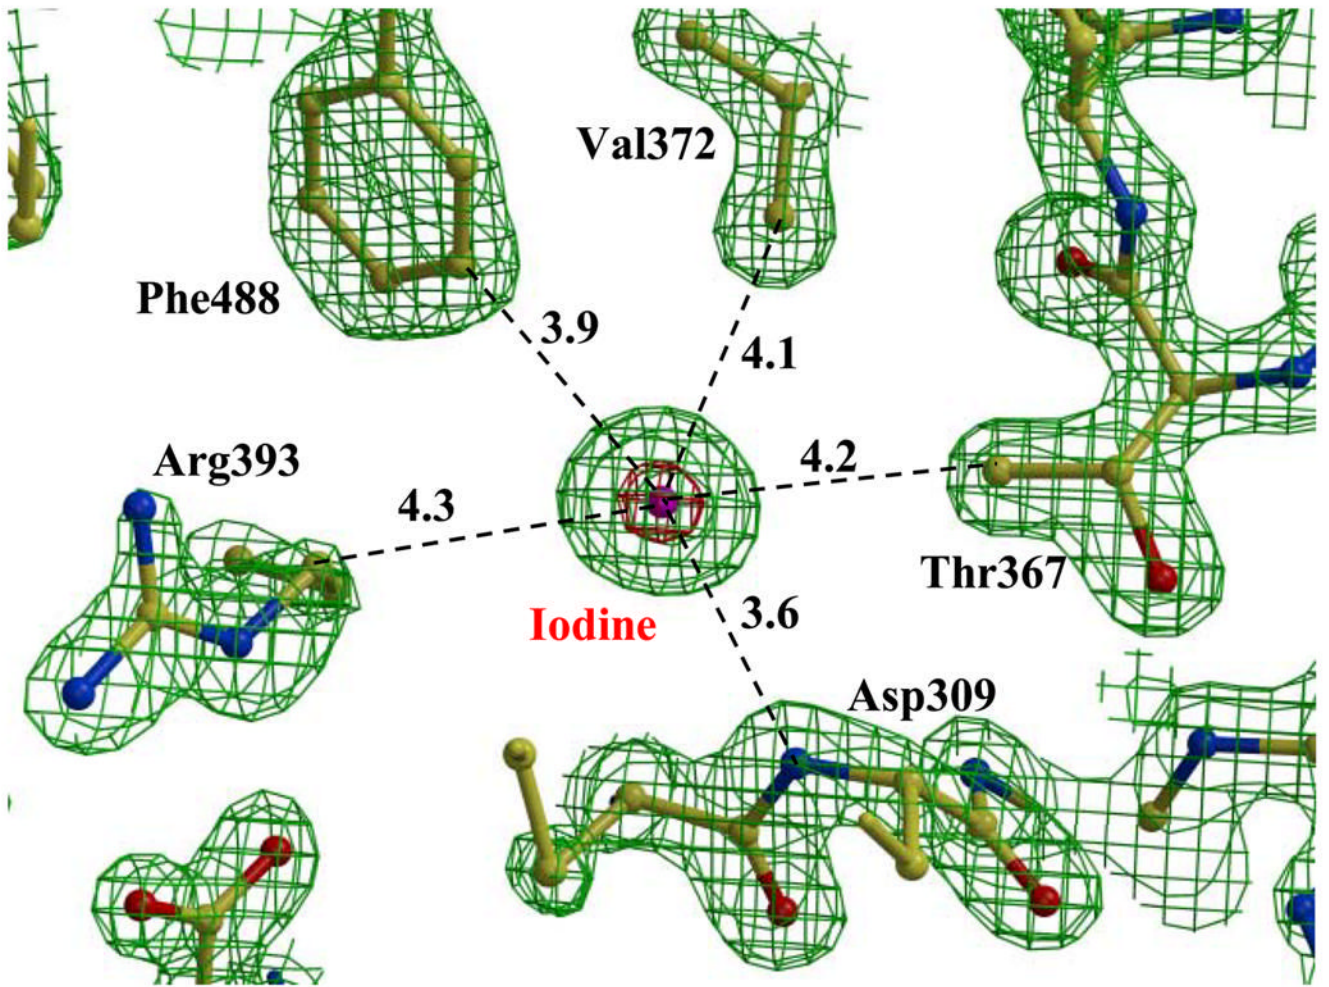 Val372
Phe488
3.9
4.1
Arg393
4.2
4.3
Thr367
Iodine
3.6
Asp309